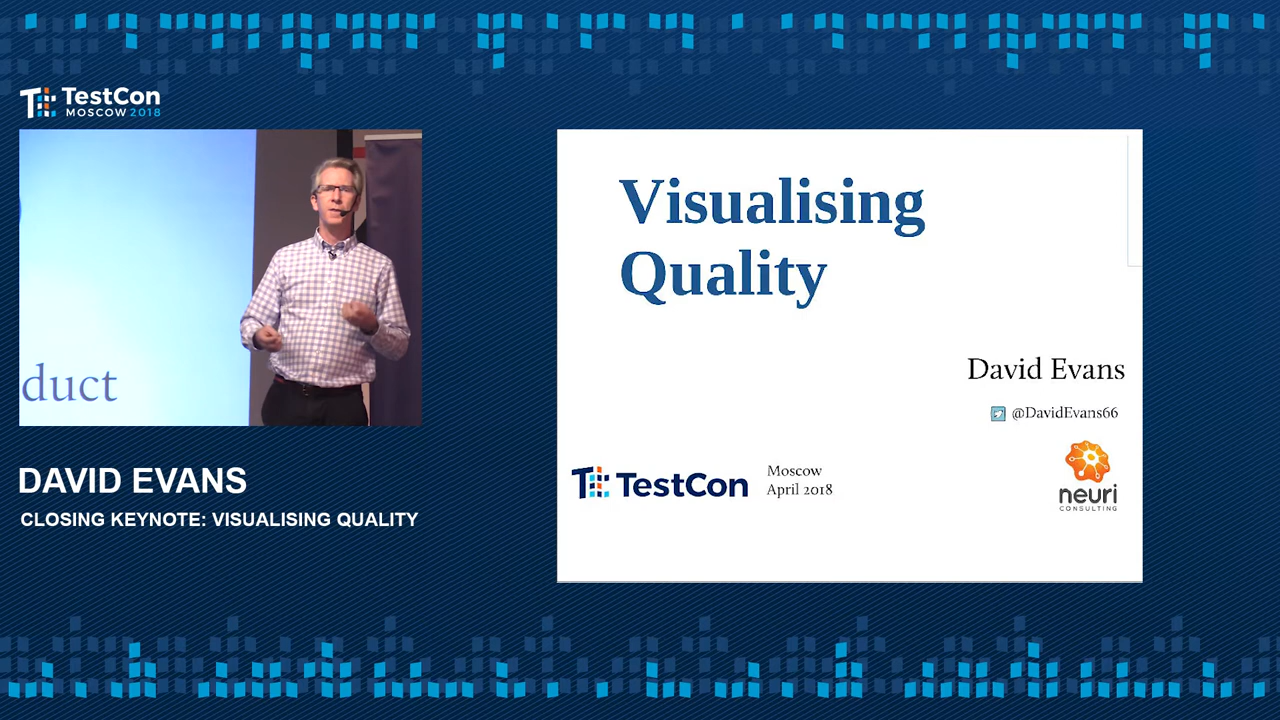 TestCon
MOSCOW 2018
duct
DAVID EVANS
CLOSING KEYNOTE: VISUALISING QUALITY
Visualising
Quality
David Evans
@DavidEvans66
TestCon
Moscow
April 2018
neuri
CONSULTING